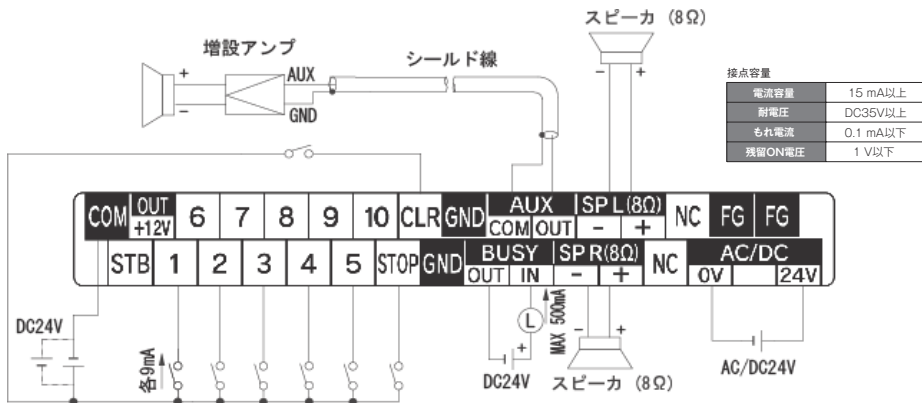 スピーカ (8Ω)
増設アンプ
シールド線
+
-
AUX
GND
- +
接点容量
電流容量 15 mA以上
耐電圧 DC35V以上
もれ電流 0.1 mA以下
残留ON電圧 1 V以下
COM OUT +12V 6 7 8 9 10 CLR GND AUX COM OUT SP L(8Ω) - + NC FG FG
STB 1 2 3 4 5 STOP GND BUSY OUT IN SP R(8Ω) - + NC AC/DC 0V 24V
DC24V
各9mA
L
MAX 500mA
+
DC24V
- +
スピーカ (8Ω)
AC/DC24V